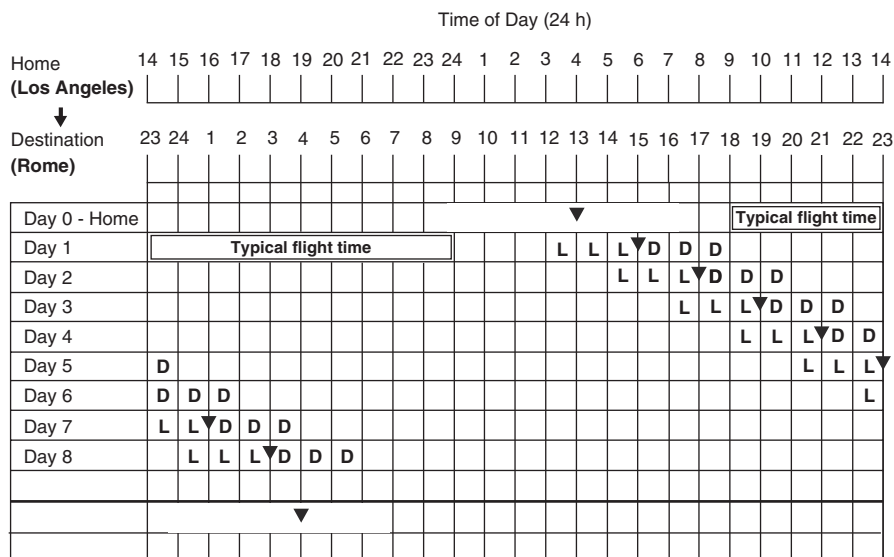 Time of Day (24 h)
Home 14 15 16 17 18 19 20 21 22 23 24 1 2 3 4 5 6 7 8 9 10 11 12 13 14
(Los Angeles)
Destination 23 24 1 2 3 4 5 6 7 8 9 10 11 12 13 14 15 16 17 18 19 20 21 22 23
(Rome)
Day 0 - Home Typical flight time
Day 1 Typical flight time L L L D D D
Day 2 L L L D D D
Day 3 L L L D D D
Day 4 L L L D D
Day 5 D L L L
Day 6 D D D L
Day 7 L L D D D
Day 8 L L L D D D